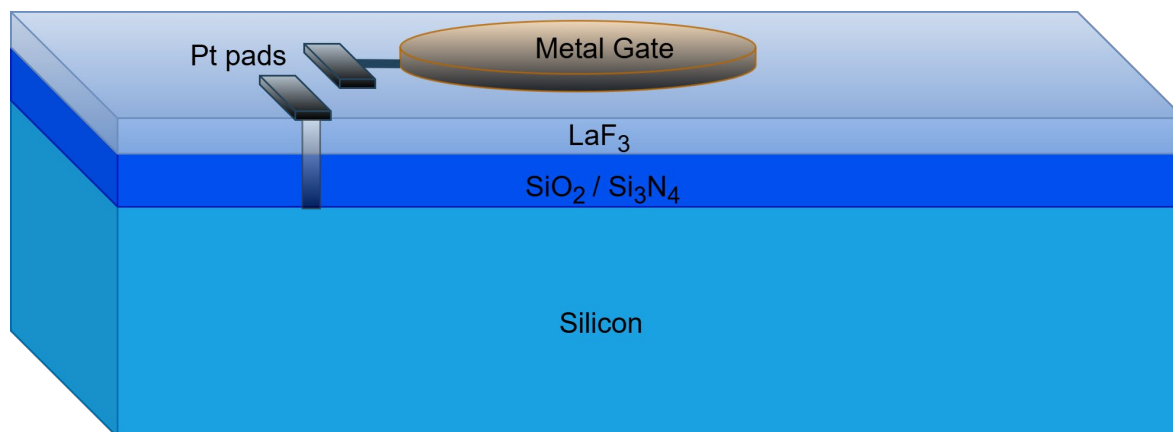 Metal Gate
Pt pads
LaF₃
SiO₂ / Si₃N₄
Silicon